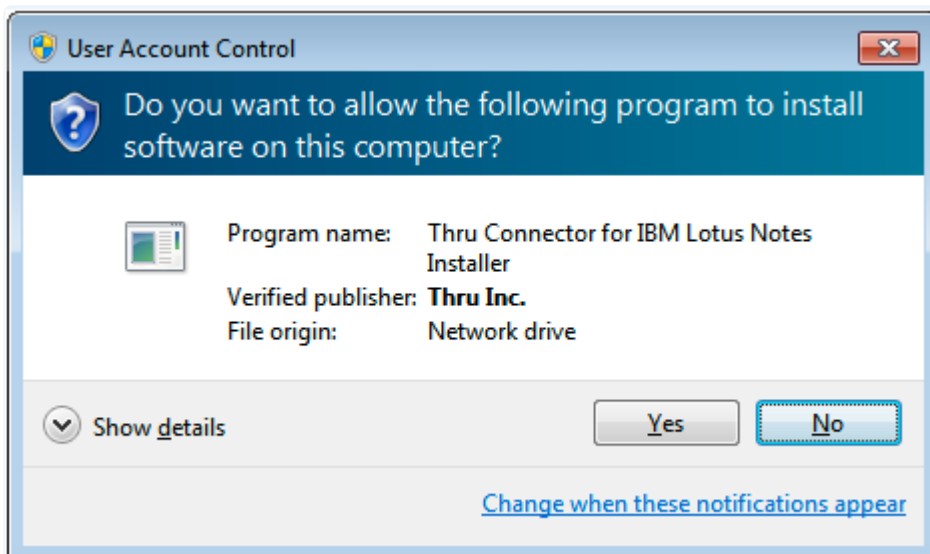 User Account Control
Do you want to allow the following program to install
software on this computer?
Program name: Thru Connector for IBM Lotus Notes
Installer
Verified publisher: Thru Inc.
File origin: Network drive
Show details Yes No
Change when these notifications appear